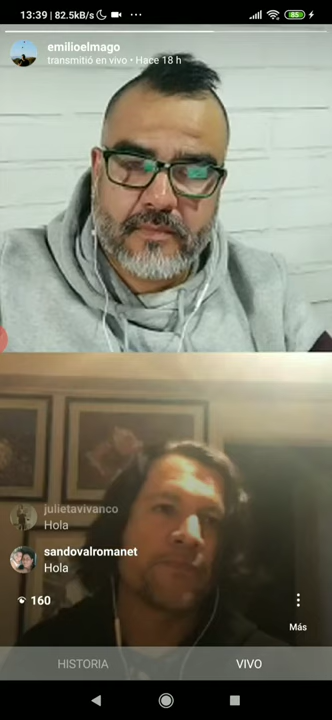 13:39 | 82.5kB/s
85
emilioelmago
transmitió en vivo • Hace 18 h
julietavivanco
Hola
sandovalromanet
Hola
160
Más
HISTORIA
VIVO